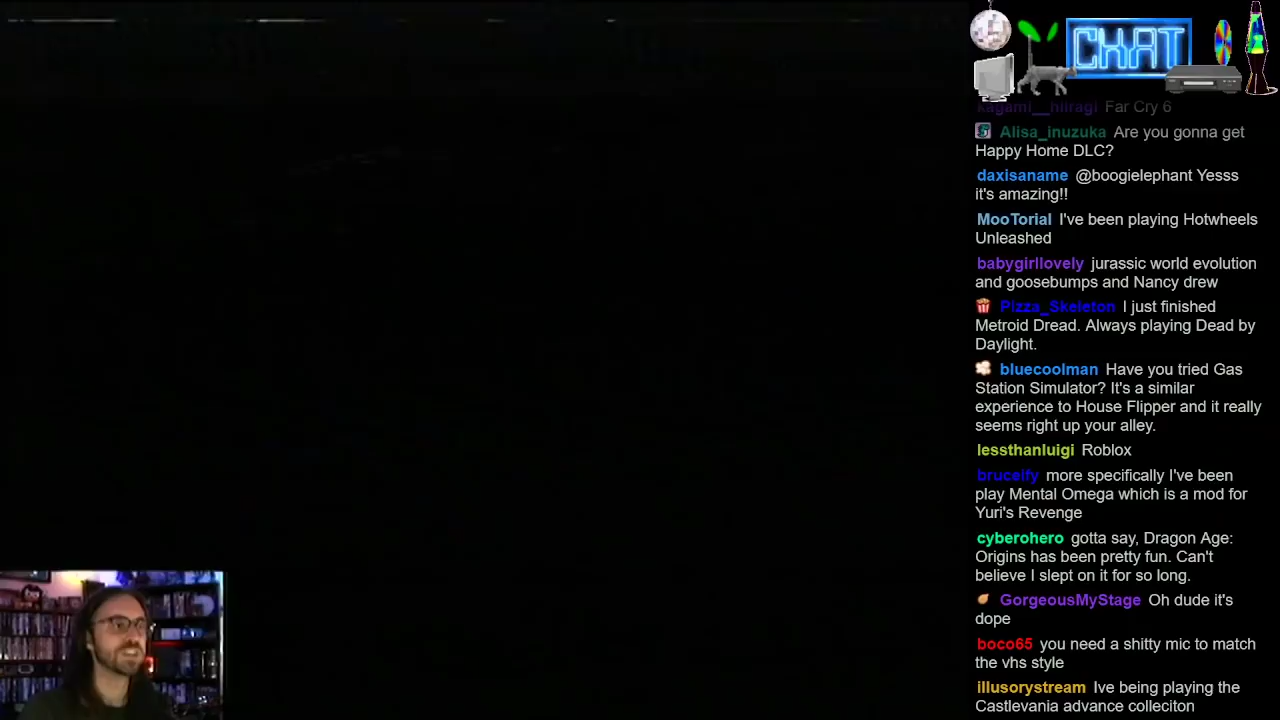 CHAT
kagami__hiiragi Far Cry 6
Alisa_inuzuka Are you gonna get
Happy Home DLC?
daxisaname @boogielephant Yesss
it's amazing!!
MooTorial I've been playing Hotwheels
Unleashed
babygirllovely jurassic world evolution
and goosebumps and Nancy drew
Pizza_Skeleton I just finished
Metroid Dread. Always playing Dead by
Daylight.
bluecoolman Have you tried Gas
Station Simulator? It's a similar
experience to House Flipper and it really
seems right up your alley.
lessthanluigi Roblox
bruceify more specifically I've been
play Mental Omega which is a mod for
Yuri's Revenge
cyberohero gotta say, Dragon Age:
Origins has been pretty fun. Can't
believe I slept on it for so long.
GorgeousMyStage Oh dude it's
dope
boco65 you need a shitty mic to match
the vhs style
illusorystream Ive being playing the
Castlevania advance colleciton